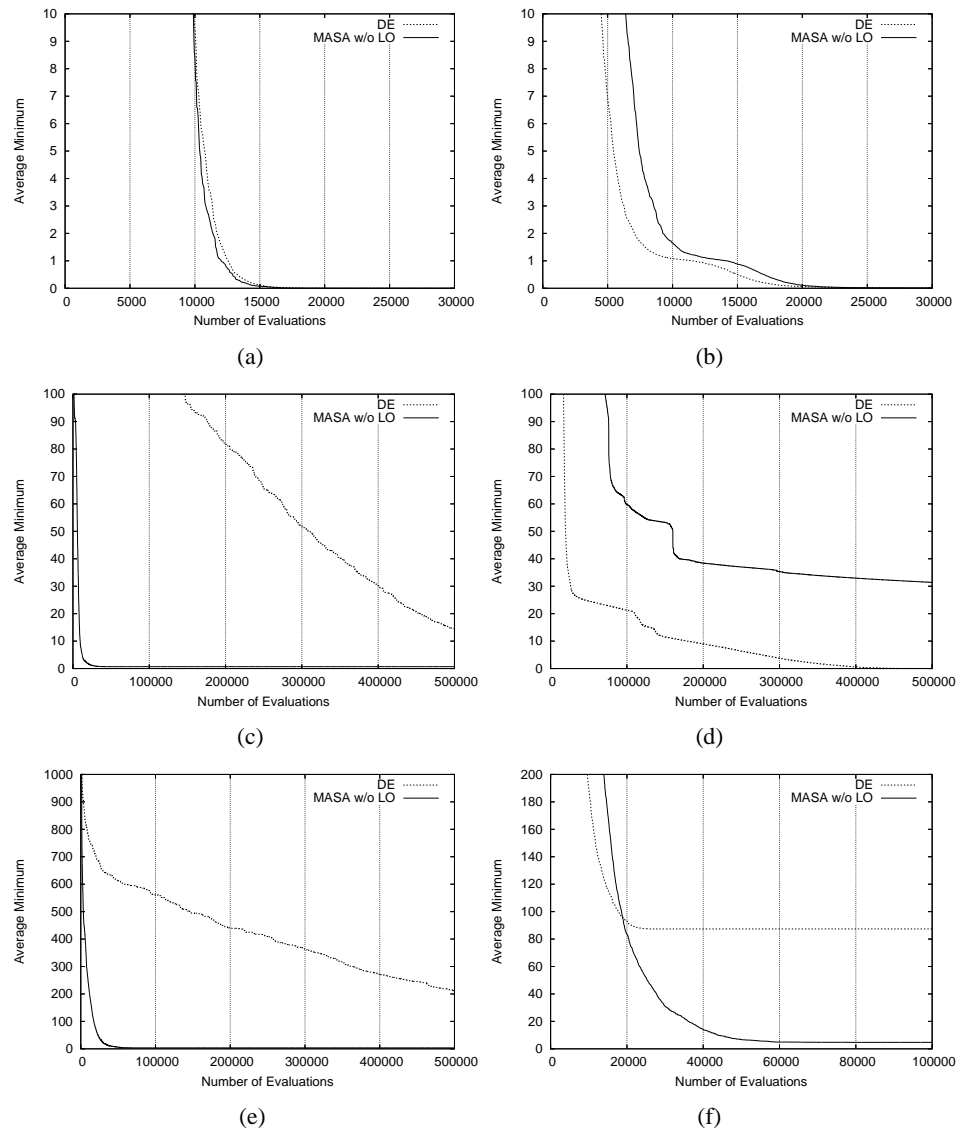 10
9
8
7
6
5
4
3
2
1
0
Average Minimum
DE
MASA w/o LO
0 5000 10000 15000 20000 25000 30000
Number of Evaluations
(a)
10
9
8
7
6
5
4
3
2
1
0
Average Minimum
DE
MASA w/o LO
0 5000 10000 15000 20000 25000 30000
Number of Evaluations
(b)
100
90
80
70
60
50
40
30
20
10
0
Average Minimum
DE
MASA w/o LO
0 100000 200000 300000 400000 500000
Number of Evaluations
(c)
100
90
80
70
60
50
40
30
20
10
0
Average Minimum
DE
MASA w/o LO
0 100000 200000 300000 400000 500000
Number of Evaluations
(d)
1000
900
800
700
600
500
400
300
200
100
0
Average Minimum
DE
MASA w/o LO
0 100000 200000 300000 400000 500000
Number of Evaluations
(e)
200
180
160
140
120
100
80
60
40
20
0
Average Minimum
DE
MASA w/o LO
0 20000 40000 60000 80000 100000
Number of Evaluations
(f)